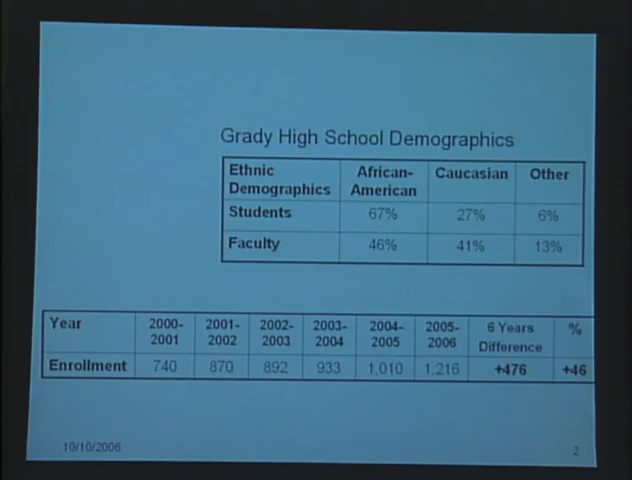 Grady High School Demographics
Ethnic Demographics African-American Caucasian Other
Students 67% 27% 6%
Faculty 46% 41% 13%
Year 2000-2001 2001-2002 2002-2003 2003-2004 2004-2005 2005-2006 6 Years Difference %
Enrollment 740 870 892 933 1,010 1,216 +476 +46
10/10/2006 2